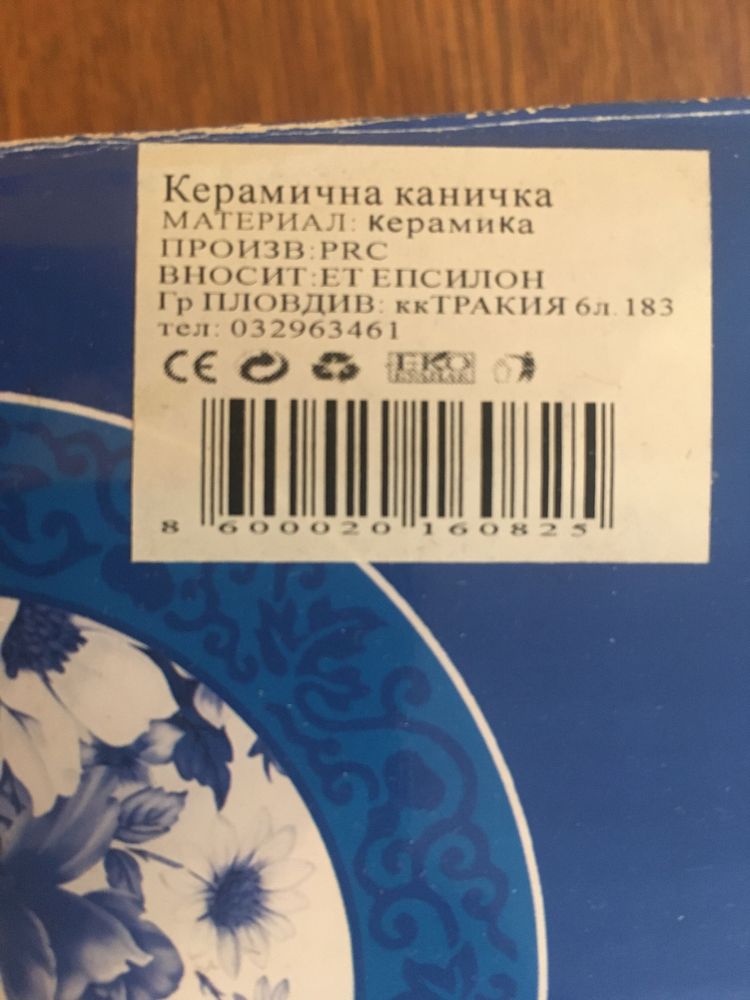 Керамична каничка
МАТЕРИАЛ: керамика
ПРОИЗВ:PRC
ВНОСИТ:ЕТ ЕПСИЛОН
Гр ПЛОВДИВ: ккТРАКИЯ бл.183
тел: 032963461
CE EKO
8 600020 160825